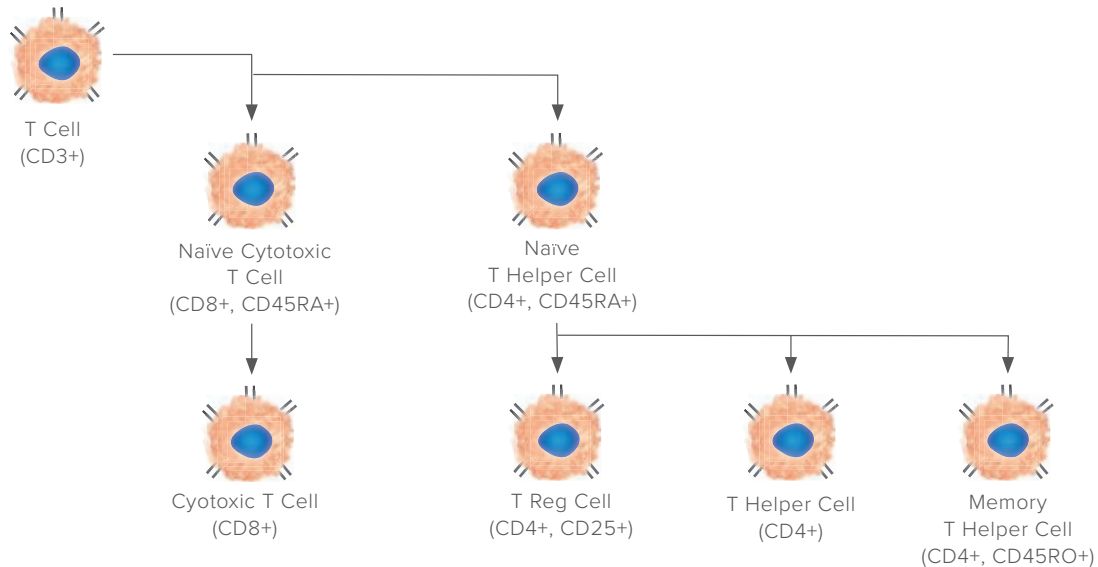 T Cell
(CD3+)
Naïve Cytotoxic
T Cell
(CD8+, CD45RA+)
Naïve
T Helper Cell
(CD4+, CD45RA+)
Cyotoxic T Cell
(CD8+)
T Reg Cell
(CD4+, CD25+)
T Helper Cell
(CD4+)
Memory
T Helper Cell
(CD4+, CD45RO+)